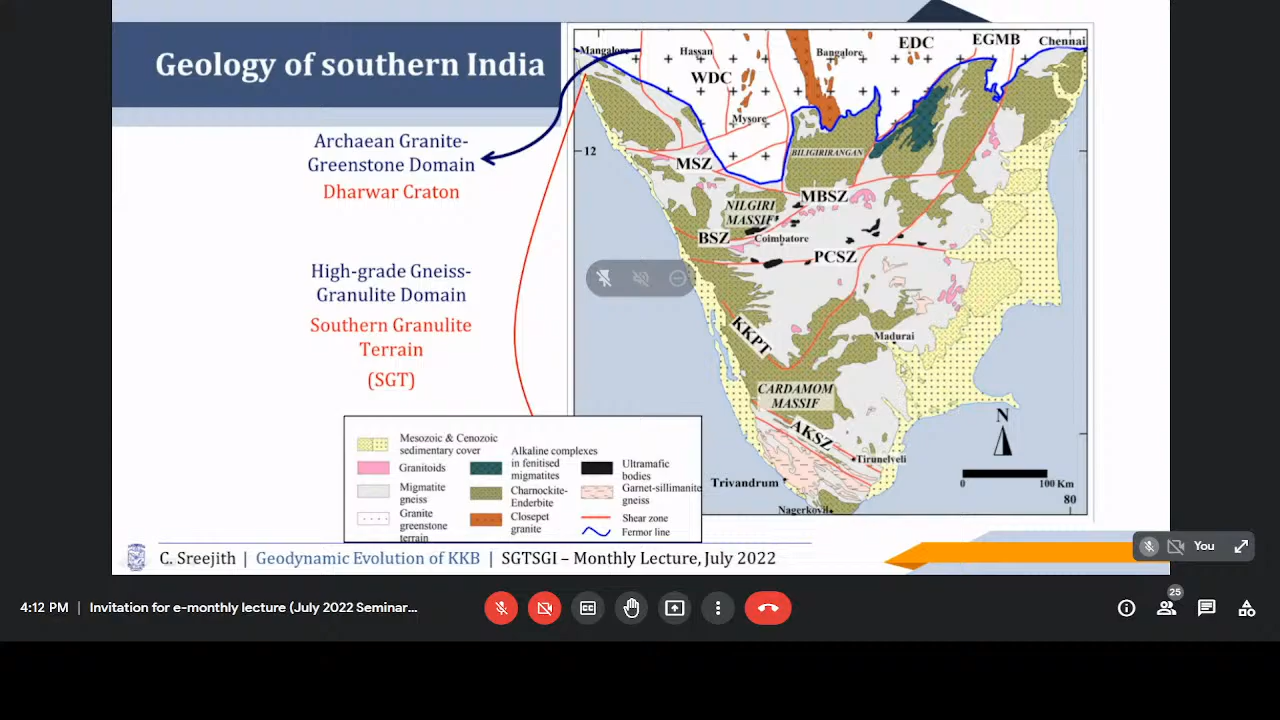 Geology of southern India
Archaean Granite-
Greenstone Domain
Dharwar Craton
High-grade Gneiss-
Granulite Domain
Southern Granulite
Terrain
(SGT)
Mangalore
Hassan
Bangalore
EDC
EGMB
Chennai
WDC
Mysore
12
MSZ
BILIGIRIRANGAN
MBSZ
NILGIRI
MASSIF
BSZ
Coimbatore
PCSZ
KKPT
Madurai
CARDAMOM
MASSIF
AKSZ
Tirunelveli
Trivandrum
Nagerkovil
N
0
100 Km
80
Mesozoic & Cenozoic
sedimentary cover
Granitoids
Migmatite
gneiss
Granite
greenstone
terrain
Alkaline complexes
in fenitised
migmatites
Charnockite-
Enderbite
Closepet
granite
Ultramafic
bodies
Garnet-sillimanite
gneiss
Shear zone
Fermor line
C. Sreejith | Geodynamic Evolution of KKB | SGTSGI – Monthly Lecture, July 2022
You
4:12 PM | Invitation for e-monthly lecture (July 2022 Seminar...
25